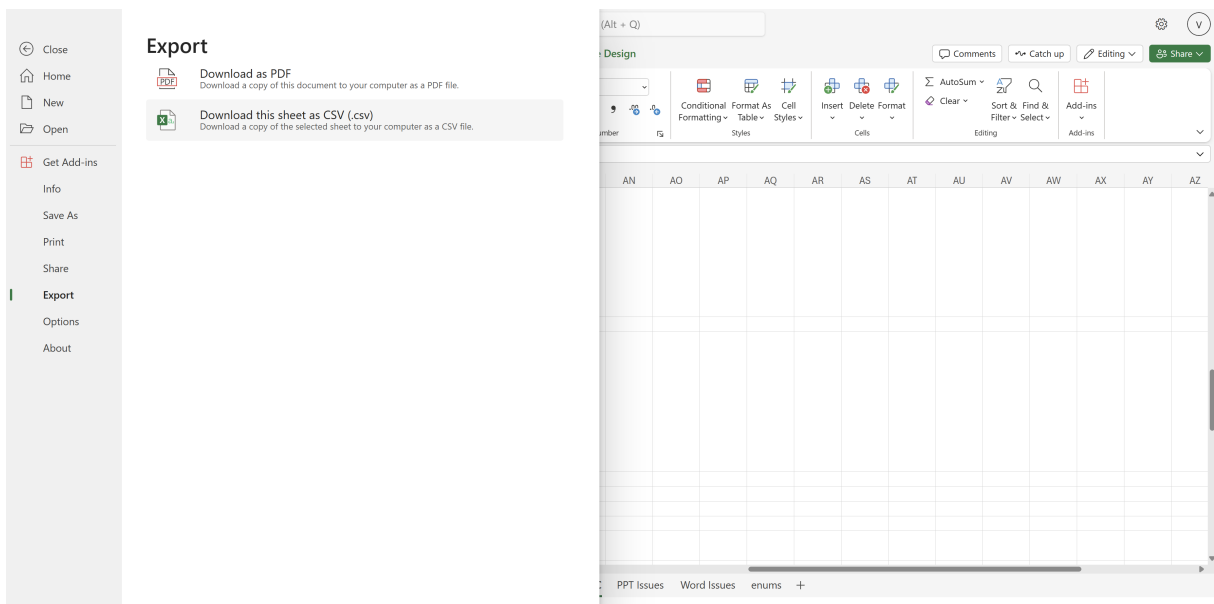 (Alt + Q)
V
Close
Home
New
Open
Get Add-ins
Info
Save As
Print
Share
Export
Options
About
Export
Download as PDF
Download a copy of this document to your computer as a PDF file.
Download this sheet as CSV (.csv)
Download a copy of the selected sheet to your computer as a CSV file.
Design
Comments
Catch up
Editing
Share
Conditional Formatting
Format As Table
Cell Styles
Styles
Insert
Delete
Format
Cells
AutoSum
Clear
Sort & Filter
Find & Select
Editing
Add-ins
Add-ins
AN AO AP AQ AR AS AT AU AV AW AX AY AZ
PPT Issues
Word Issues
enums
PDF